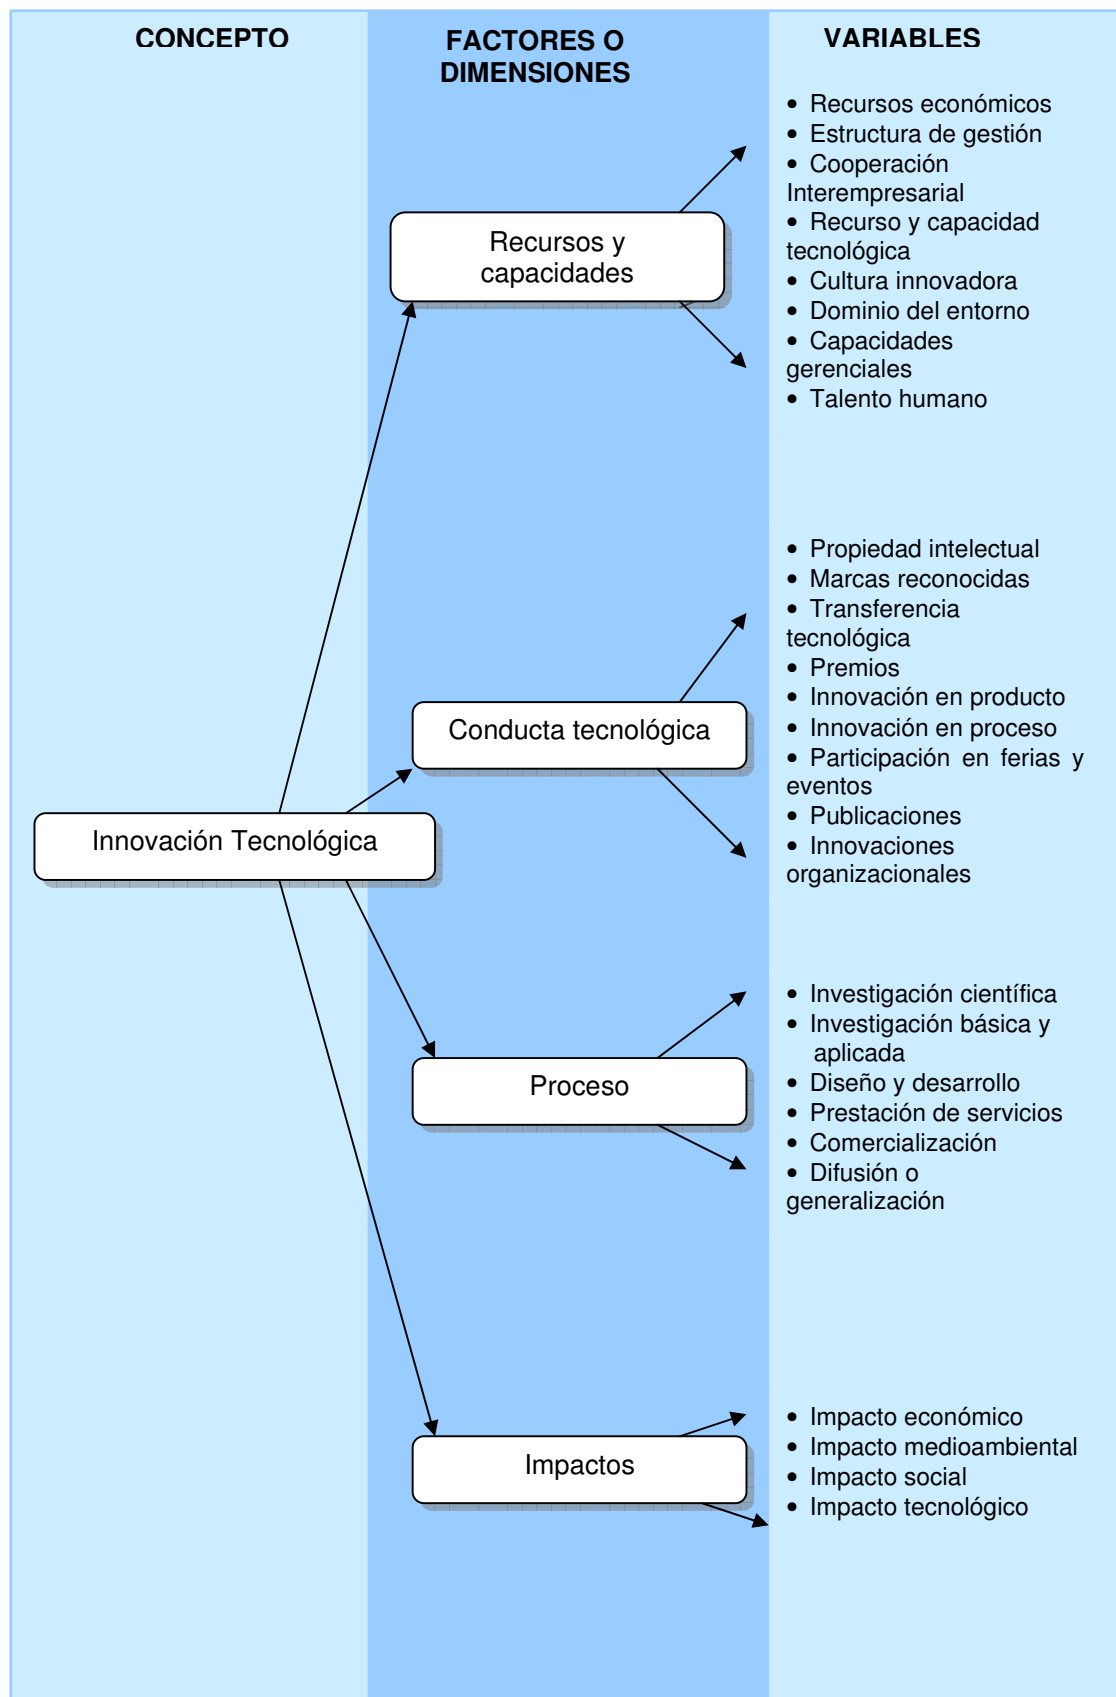 CONCEPTO
FACTORES O
DIMENSIONES
VARIABLES
Innovación Tecnológica
Recursos y
capacidades
• Recursos económicos
• Estructura de gestión
• Cooperación
Interempresarial
• Recurso y capacidad
tecnológica
• Cultura innovadora
• Dominio del entorno
• Capacidades
gerenciales
• Talento humano
Conducta tecnológica
• Propiedad intelectual
• Marcas reconocidas
• Transferencia
tecnológica
• Premios
• Innovación en producto
• Innovación en proceso
• Participación en ferias y
eventos
• Publicaciones
• Innovaciones
organizacionales
Proceso
• Investigación científica
• Investigación básica y
aplicada
• Diseño y desarrollo
• Prestación de servicios
• Comercialización
• Difusión o
generalización
Impactos
• Impacto económico
• Impacto medioambiental
• Impacto social
• Impacto tecnológico